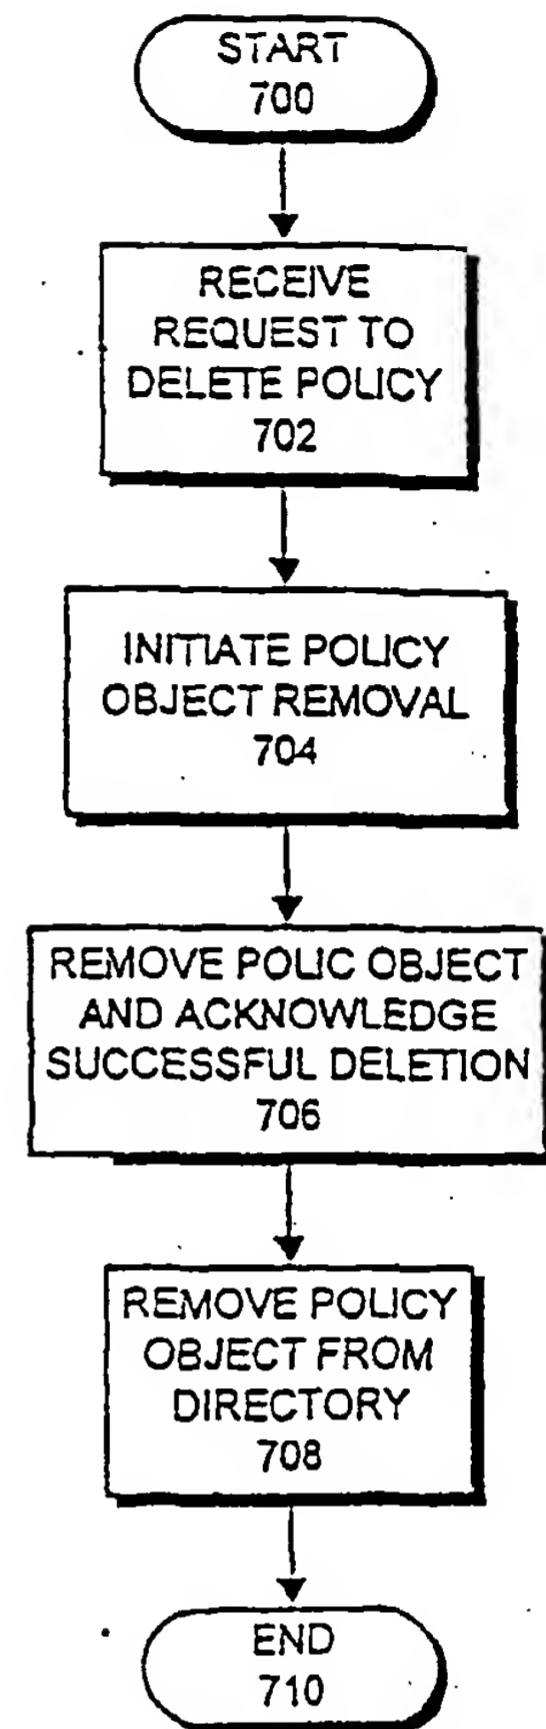 START
700
RECEIVE
REQUEST TO
DELETE POLICY
702
INITIATE POLICY
OBJECT REMOVAL
704
REMOVE POLIC OBJECT
AND ACKNOWLEDGE
SUCCESSFUL DELETION
706
REMOVE POLICY
OBJECT FROM
DIRECTORY
708
END
710